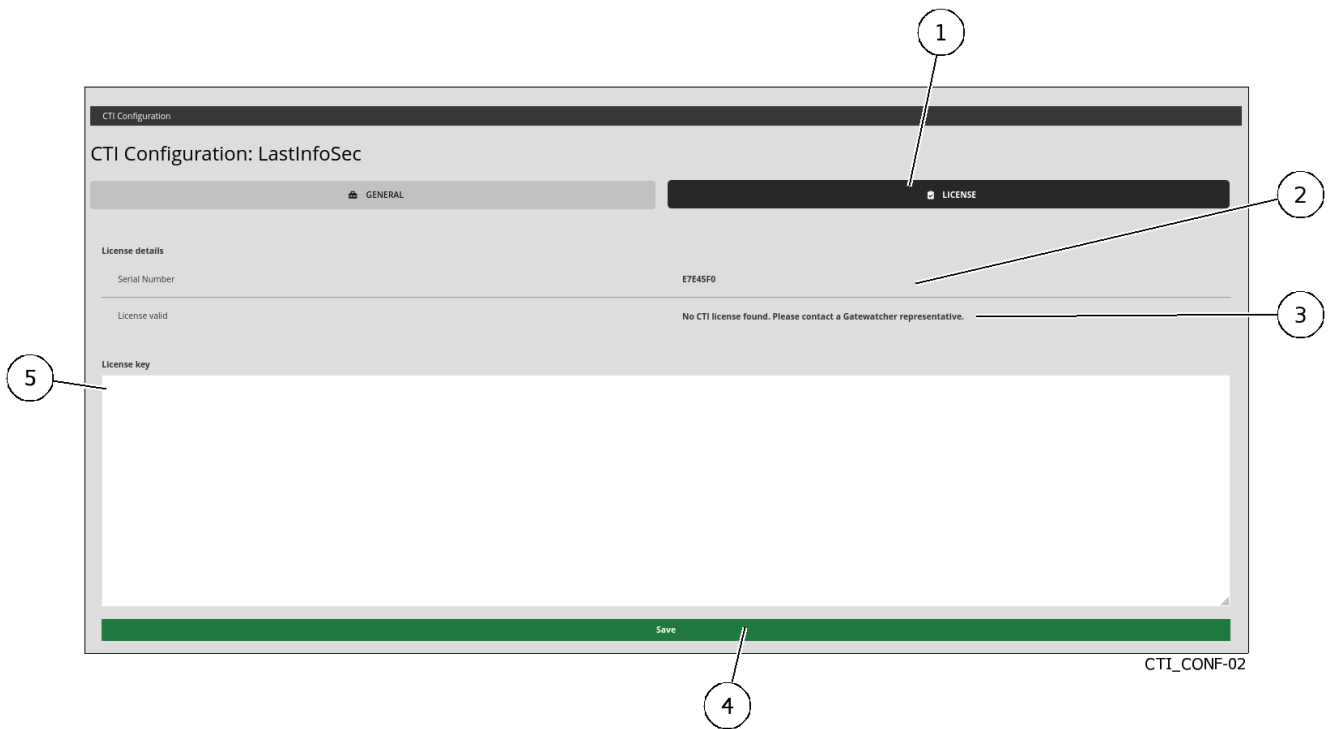 1
CTI Configuration
CTI Configuration: LastInfoSec
GENERAL LICENSE
2
License details
Serial Number E7E45F0
License valid No CTI license found. Please contact a Gatewatcher representative.
3
License key
5
Save
CTI_CONF-02
4